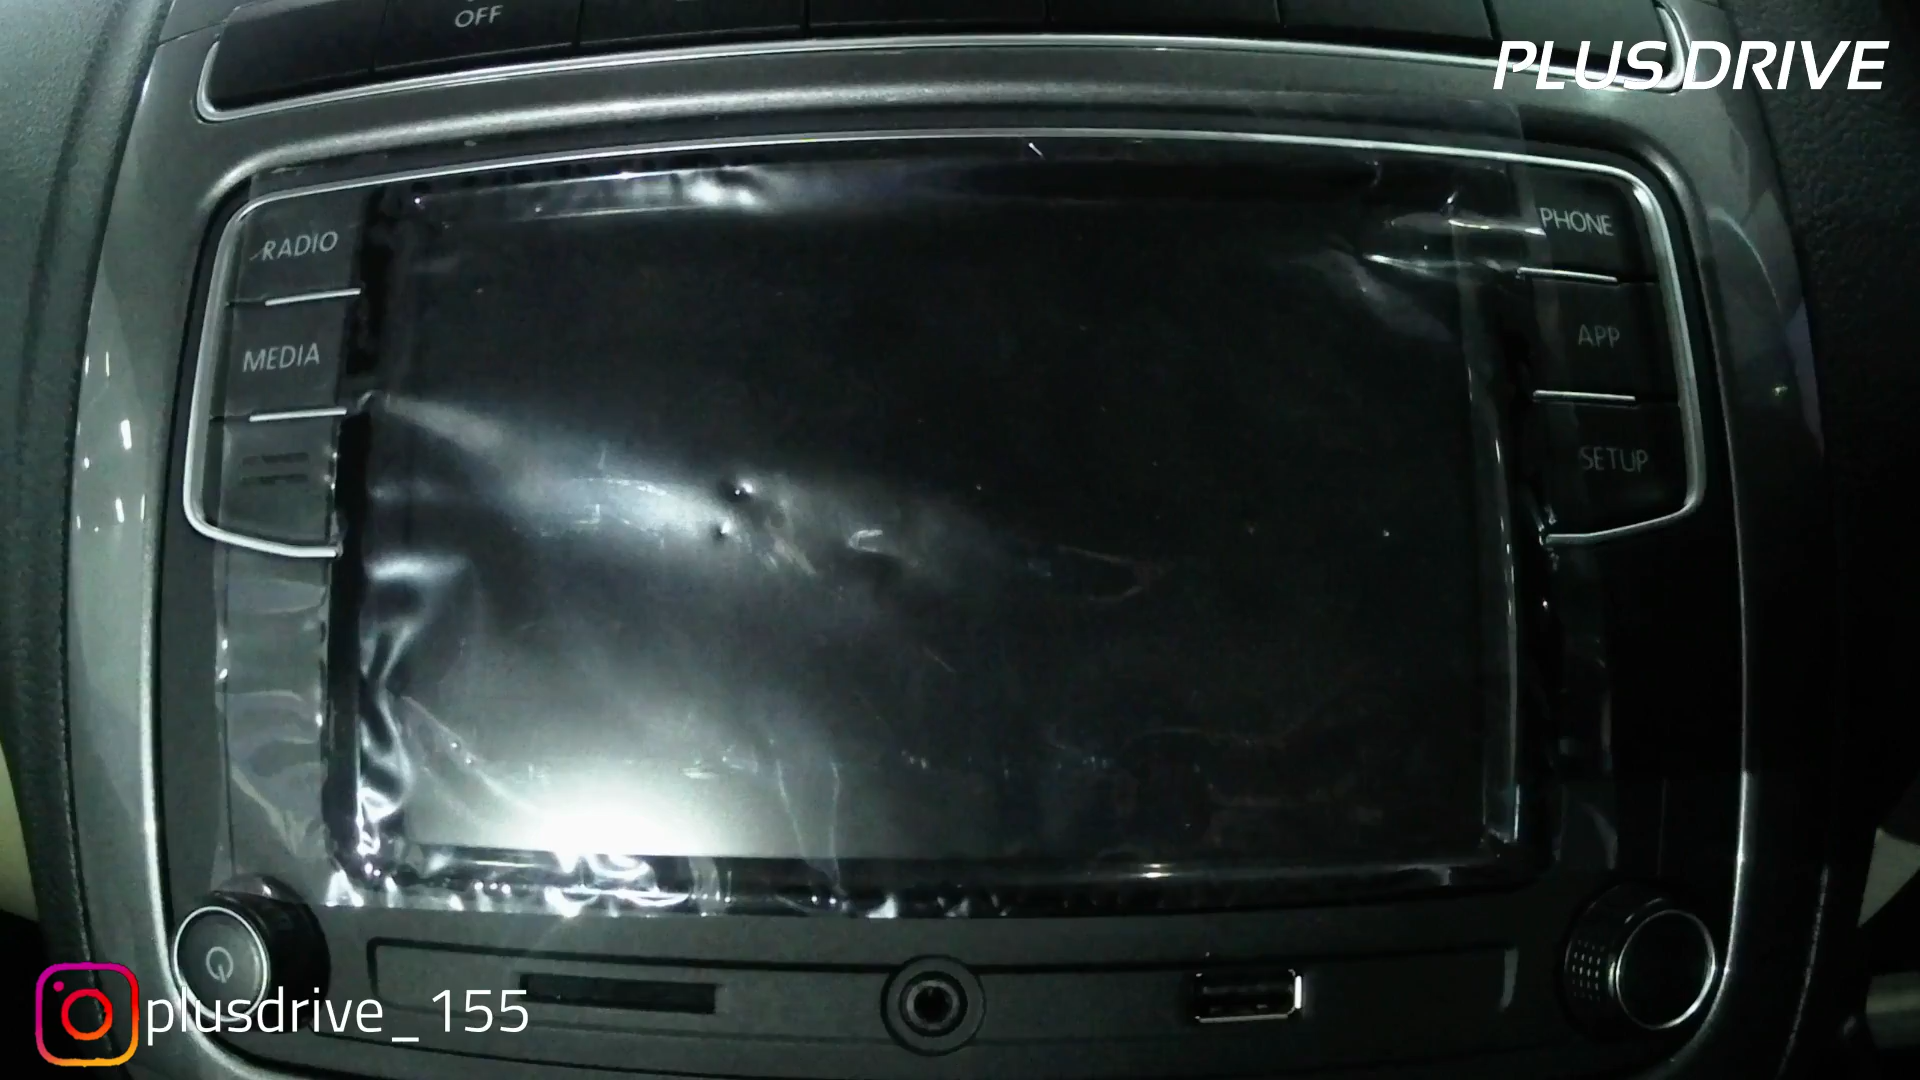 OFF
PLUS DRIVE
RADIO
PHONE
MEDIA
APP
SETUP
plusdrive_155